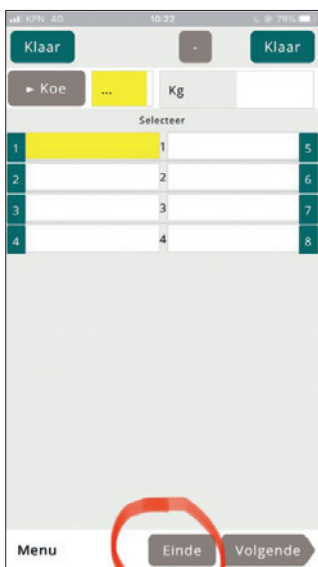 KPN 4G 10:22 79%
Klaar - Klaar
► Koe ... Kg
Selecteer
1 1 5
2 2 6
3 3 7
4 4 8
Menu Einde Volgende